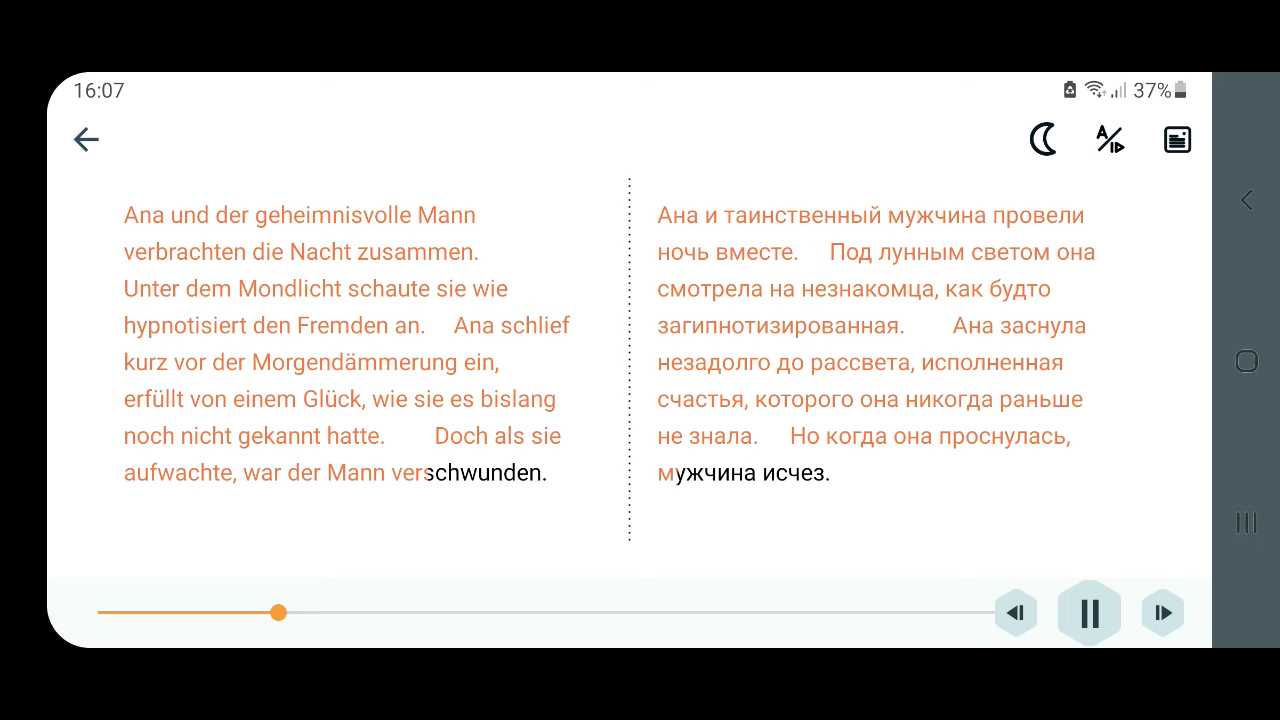 16:07
37%
Ana und der geheimnisvolle Mann
verbrachten die Nacht zusammen.
Unter dem Mondlicht schaute sie wie
hypnotisiert den Fremden an. Ana schlief
kurz vor der Morgendämmerung ein,
erfüllt von einem Glück, wie sie es bislang
noch nicht gekannt hatte. Doch als sie
aufwachte, war der Mann verschwunden.
Ана и таинственный мужчина провели
ночь вместе. Под лунным светом она
смотрела на незнакомца, как будто
загипнотизированная. Ана заснула
незадолго до рассвета, исполненная
счастья, которого она никогда раньше
не знала. Но когда она проснулась,
мужчина исчез.